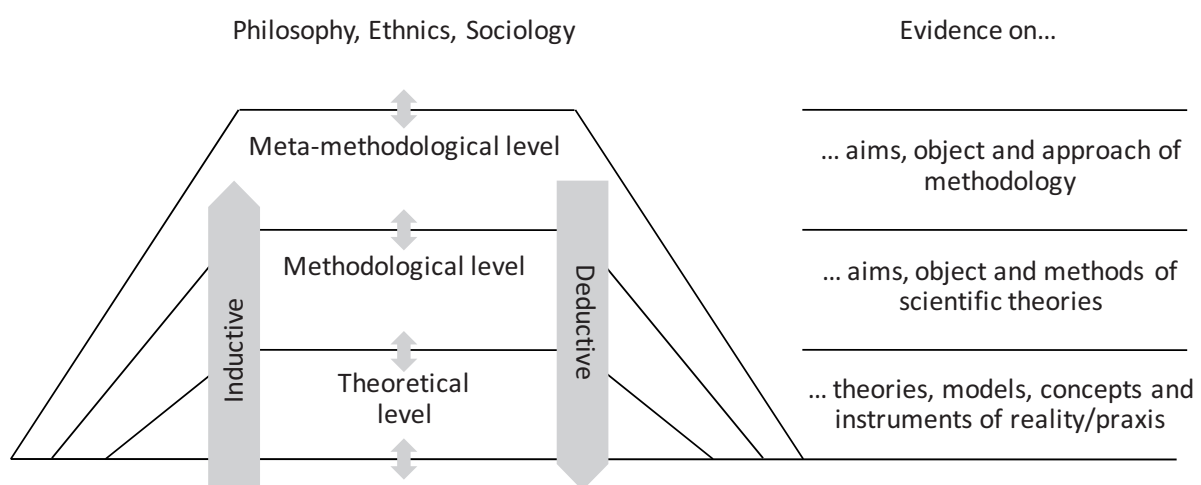 Philosophy, Ethnics, Sociology
Evidence on...
Meta-methodological level
... aims, object and approach of
methodology
Methodological level
... aims, object and methods of
scientific theories
Inductive
Deductive
Theoretical
level
... theories, models, concepts and
instruments of reality/praxis